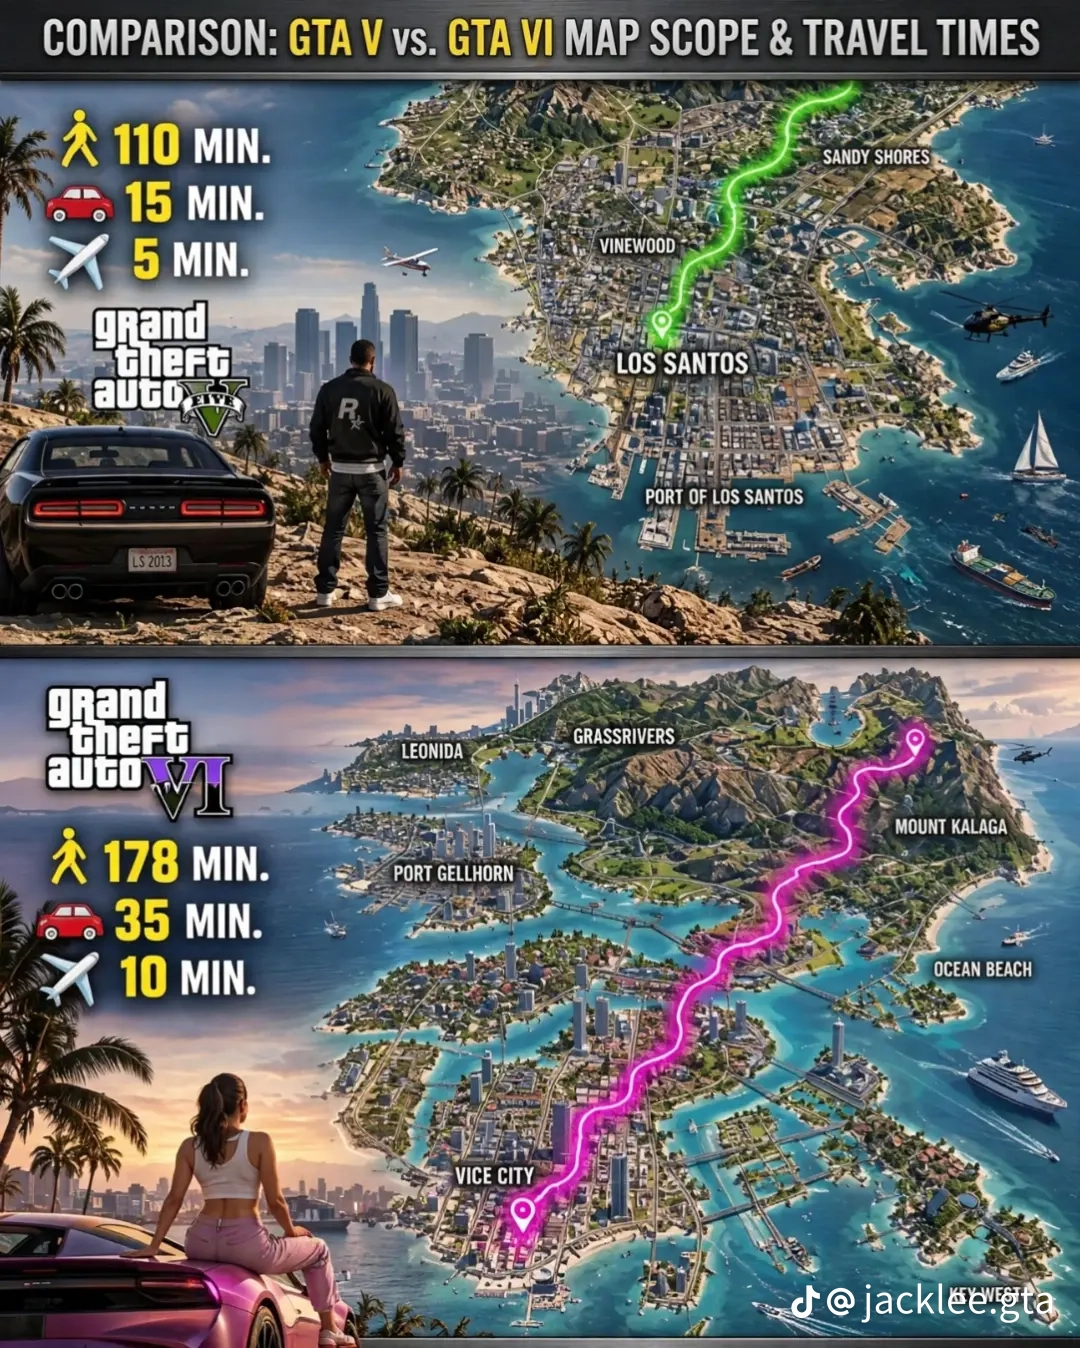 COMPARISON: GTA V vs. GTA VI MAP SCOPE & TRAVEL TIMES
110 MIN.
15 MIN.
5 MIN.
grand
theft
auto
FIVE
LS 2013
R
SANDY SHORES
VINEWOOD
LOS SANTOS
PORT OF LOS SANTOS
grand
theft
auto VI
178 MIN.
35 MIN.
10 MIN.
LEONIDA
GRASSRIVERS
MOUNT KALAGA
PORT GELLHORN
OCEAN BEACH
VICE CITY
KEY WEST
@jacklee.gta